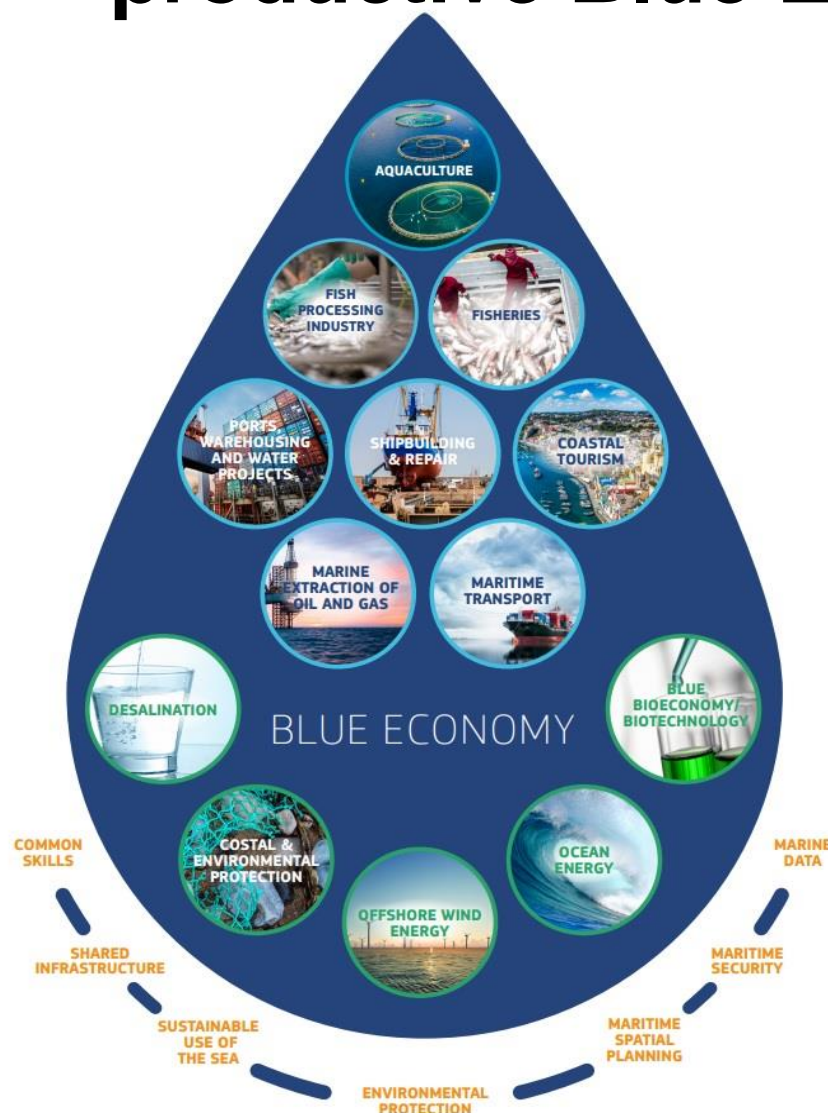 productive Blue E
AQUACULTURE
FISH
PROCESSING
INDUSTRY
FISHERIES
PORTS,
WAREHOUSING
AND WATER
PROJECTS
SHIPBUILDING
& REPAIR
COASTAL
TOURISM
MARINE
EXTRACTION OF
OIL AND GAS
MARITIME
TRANSPORT
DESALINATION
BLUE ECONOMY
BLUE
BIOECONOMY/
BIOTECHNOLOGY
COSTAL &
ENVIRONMENTAL
PROTECTION
OFFSHORE WIND
ENERGY
OCEAN
ENERGY
COMMON
SKILLS
SHARED
INFRASTRUCTURE
SUSTAINABLE
USE OF
THE SEA
ENVIRONMENTAL
PROTECTION
MARITIME
SPATIAL
PLANNING
MARITIME
SECURITY
MARINE
DATA